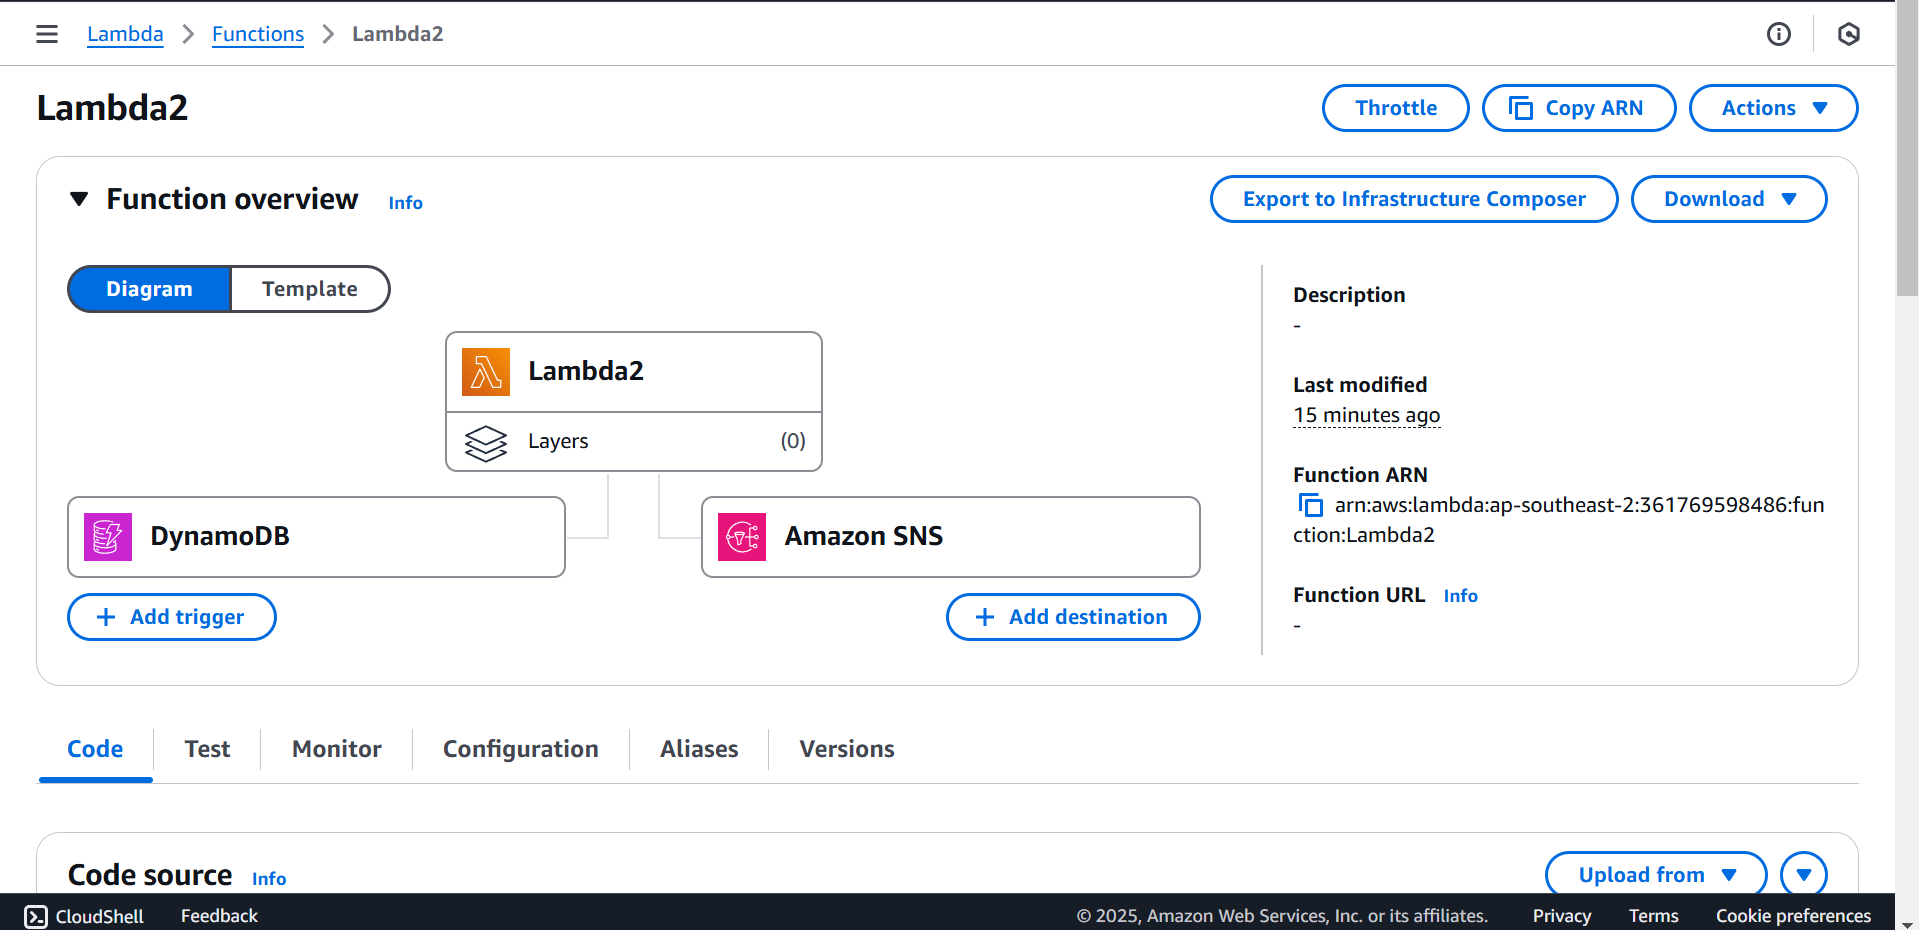 Lambda > Functions > Lambda2
Lambda2
Throttle
Copy ARN
Actions
Function overview Info
Export to Infrastructure Composer
Download
Diagram
Template
Lambda2
Layers (0)
DynamoDB
Amazon SNS
+ Add trigger
+ Add destination
Description
-
Last modified
15 minutes ago
Function ARN
arn:aws:lambda:ap-southeast-2:361769598486:fun
ction:Lambda2
Function URL Info
-
Code Test Monitor Configuration Aliases Versions
Code source Info
Upload from
CloudShell Feedback © 2025, Amazon Web Services, Inc. or its affiliates. Privacy Terms Cookie preferences